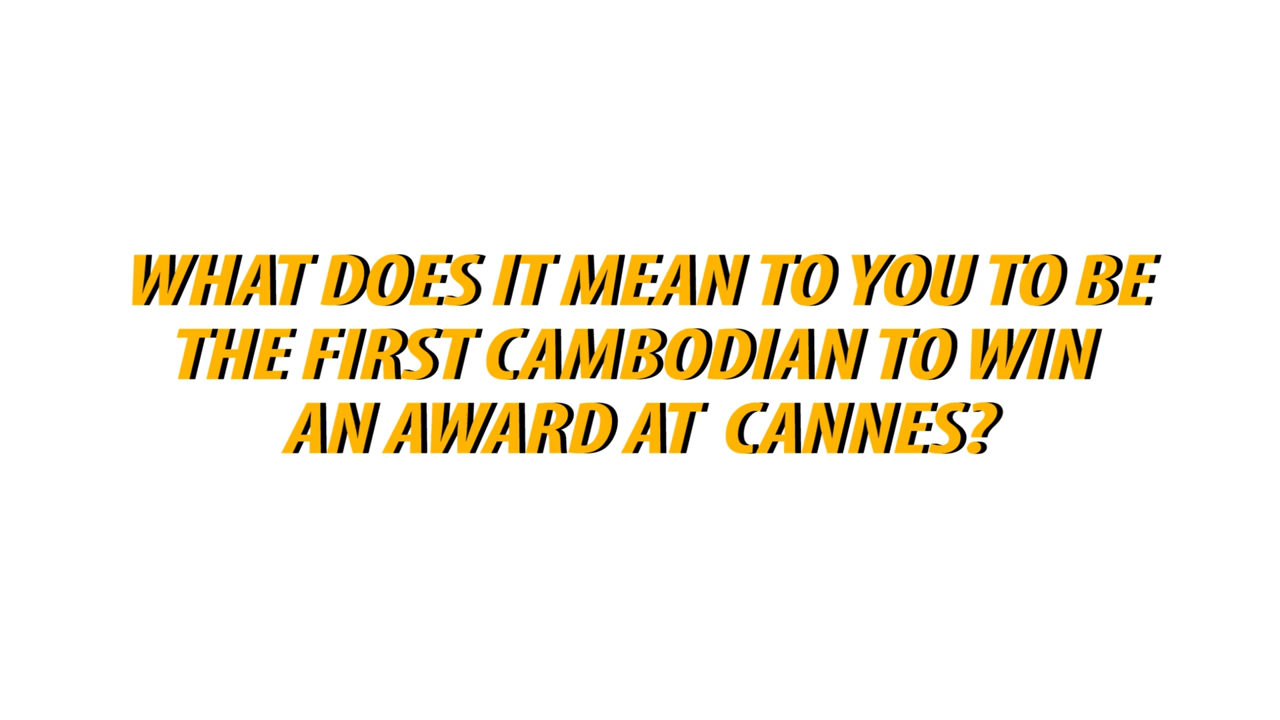 WHAT DOES IT MEAN TO YOU TO BE
THE FIRST CAMBODIAN TO WIN
AN AWARD AT CANNES?